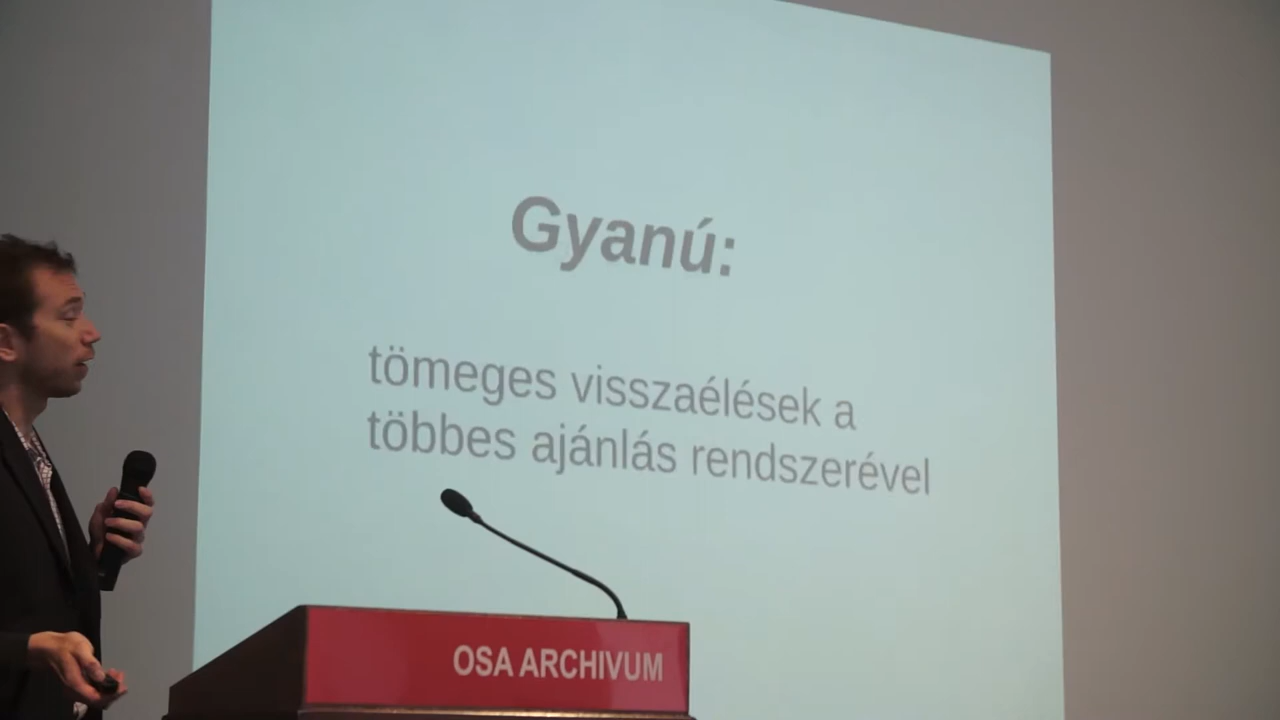 Gyanú:
tömeges visszaélések a
többes ajánlás rendszerével
OSA ARCHIVUM